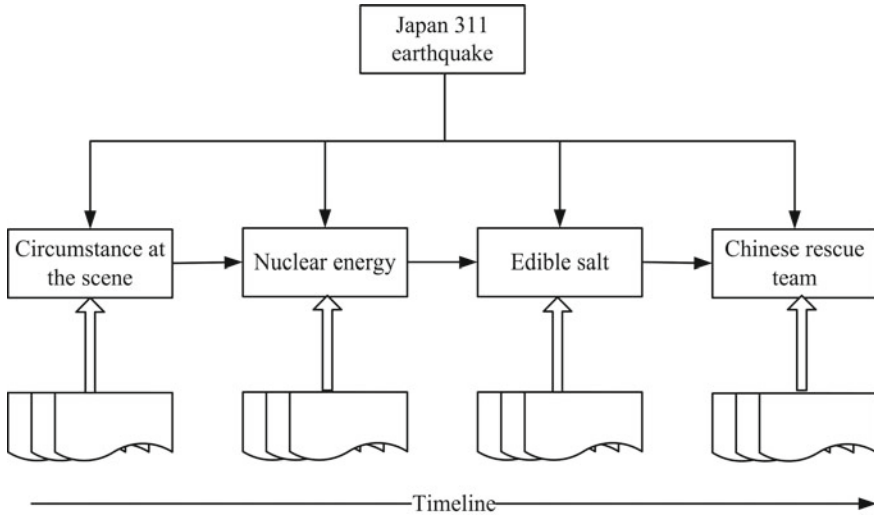 Japan 311
earthquake
Circumstance at
the scene
Nuclear energy
Edible salt
Chinese rescue
team
Timeline